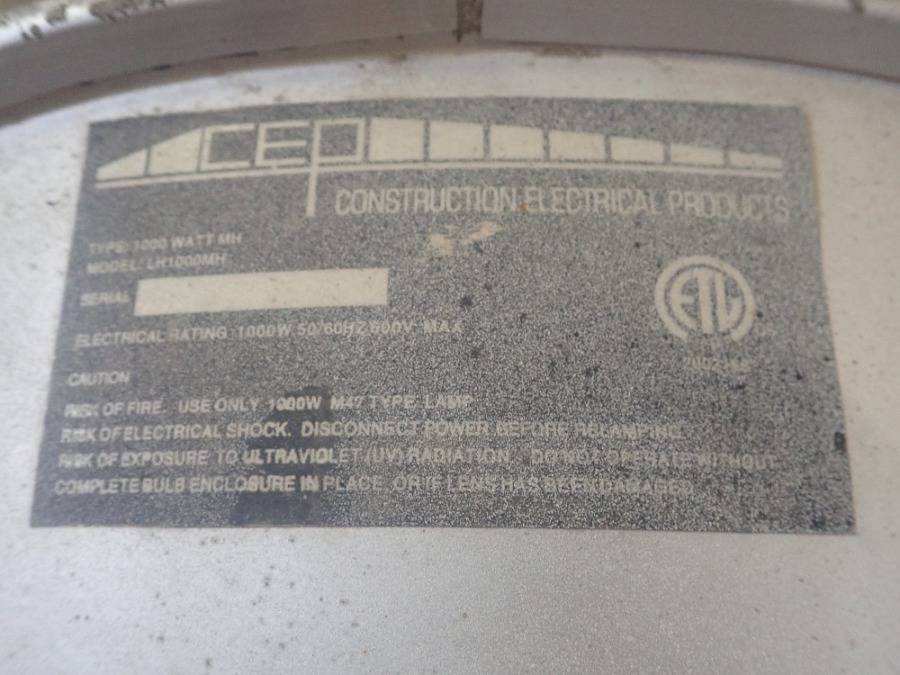 CEP
CONSTRUCTION ELECTRICAL PRODUCTS
TYPE: 1000 WATT MH
MODEL: LH1000MH
SERIAL
ETL
ELECTRICAL RATING 1000W 50/60HZ 600V MAX
CAUTION
RISK OF FIRE. USE ONLY 1000W M47 TYPE LAMP
RISK OF ELECTRICAL SHOCK. DISCONNECT POWER BEFORE RELAMPING.
RISK OF EXPOSURE TO ULTRAVIOLET (UV) RADIATION. DO NOT OPERATE WITHOUT
COMPLETE BULB ENCLOSURE IN PLACE OR IF LENS HAS BEEN DAMAGED